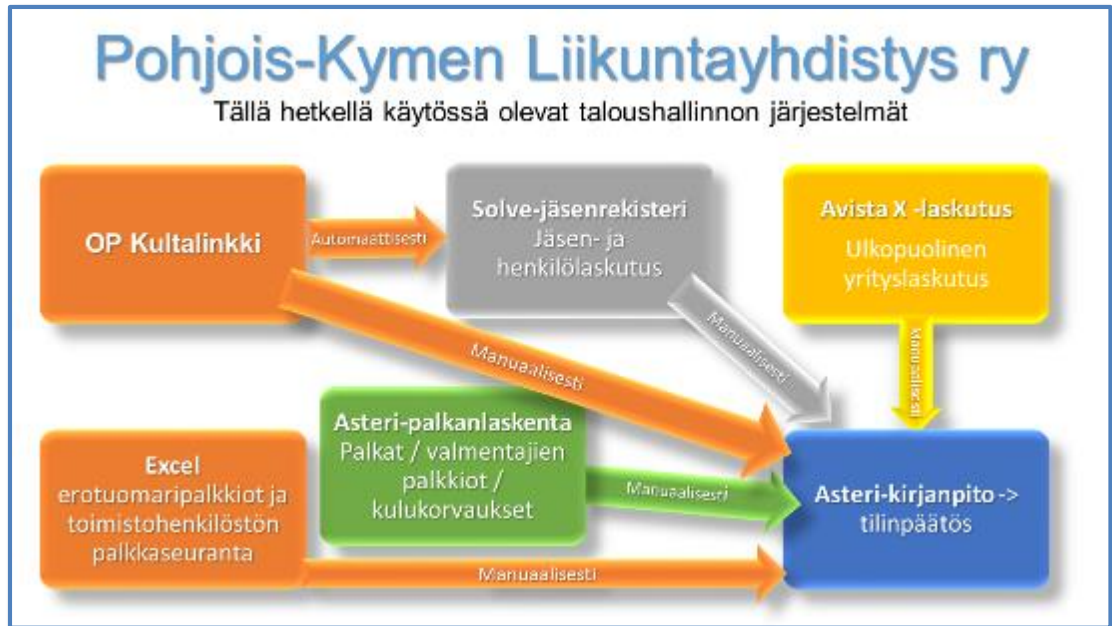 Pohjois-Kymen Liikuntayhdistys ry
Tällä hetkellä käytössä olevat taloushallinnon järjestelmät
OP Kultalinkki
Automaattisesti
Solve-jäsenrekisteri
Jäsen- ja
henkilölaskutus
Avista X -laskutus
Ulkopuolinen
yrityslaskutus
Manuaalisesti
Manuaalisesti
Manuaalisesti
Asteri-palkanlaskenta
Palkat / valmentajien
palkkiot /
kulukorvaukset
Manuaalisesti
Excel
erotuomaripalkkiot ja
toimistohenkilöstön
palkkaseuranta
Manuaalisesti
Asteri-kirjanpito ->
tilinpäätös